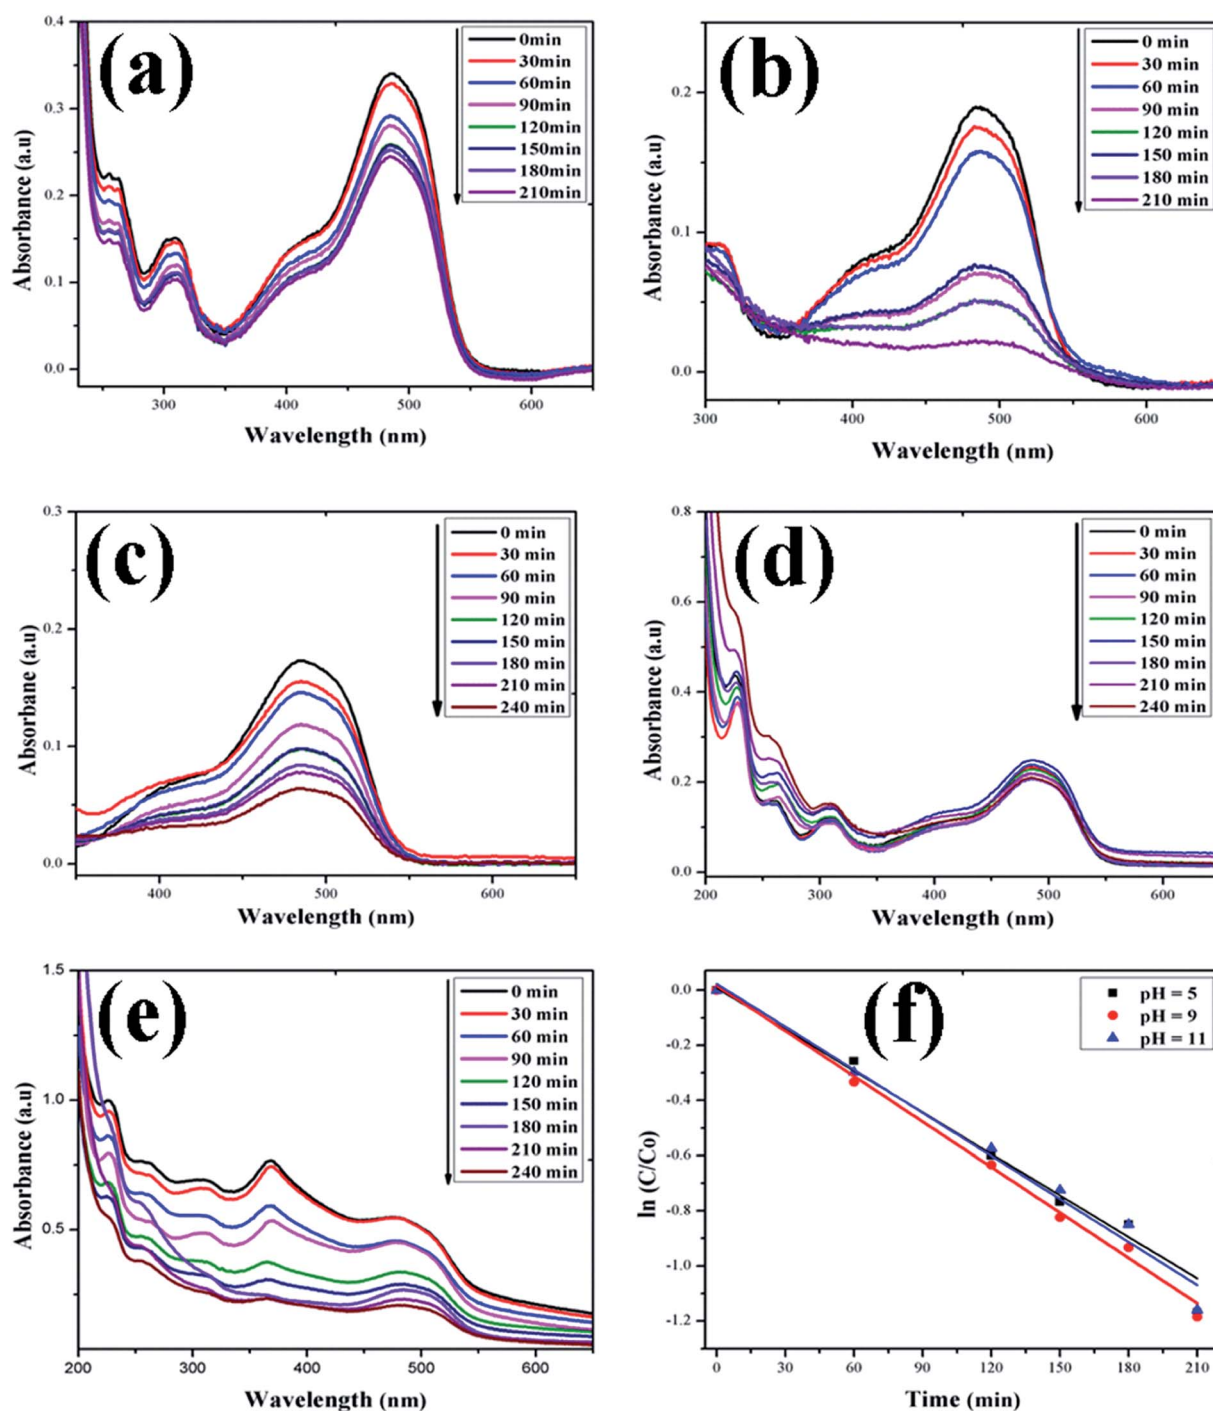 (a)
0min
30min
60min
90min
120min
150min
180min
210min
0.4
0.3
0.2
0.1
0.0
Absorbance (a.u)
300
400
500
600
Wavelength (nm)
(b)
0 min
30 min
60 min
90 min
120 min
150 min
180 min
210 min
0.2
0.1
0.0
Absorbance (a.u)
300
400
500
600
Wavelength (nm)
(c)
0 min
30 min
60 min
90 min
120 min
150 min
180 min
210 min
240 min
0.3
0.2
0.1
0.0
Absorbane (a.u)
400
500
600
Wavelength (nm)
(d)
0 min
30 min
60 min
90 min
120 min
150 min
180 min
210 min
240 min
0.8
0.6
0.4
0.2
0.0
Absorbance (a.u)
200
300
400
500
600
Wavelength (nm)
(e)
0 min
30 min
60 min
90 min
120 min
150 min
180 min
210 min
240 min
1.5
1.0
0.5
Absorbance (a.u)
200
300
400
500
600
Wavelength (nm)
(f)
pH = 5
pH = 9
pH = 11
0.0
-0.2
-0.4
-0.6
-0.8
-1.0
-1.2
ln (C/Co)
0
30
60
90
120
150
180
210
Time (min)